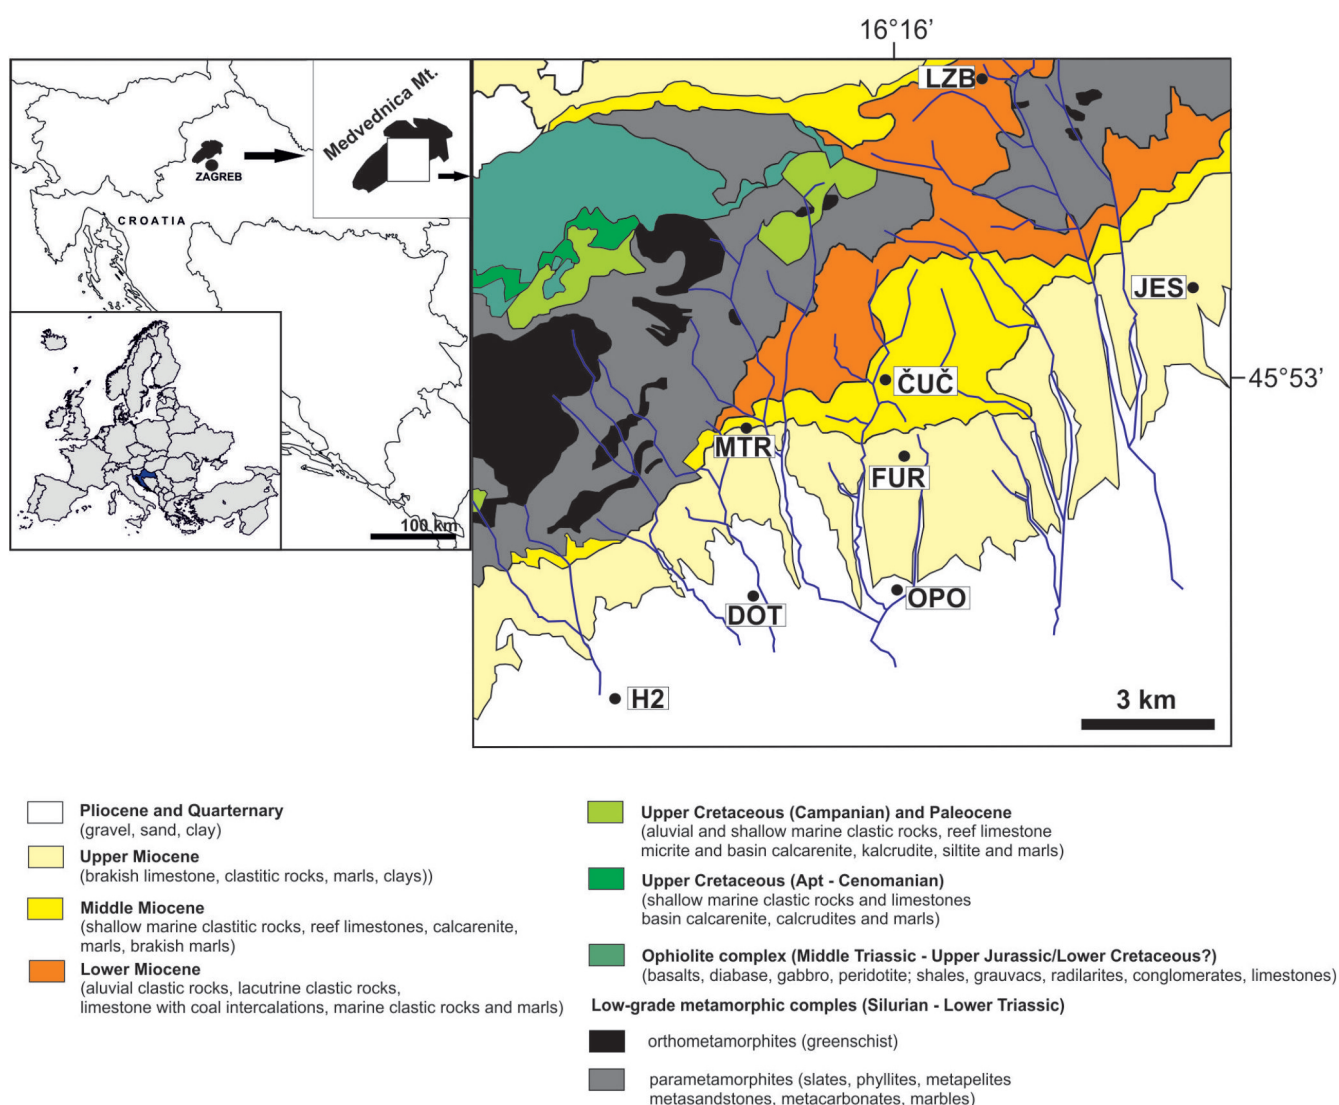 16°16’
LZB
Medvednica Mt.
ZAGREB
CROATIA
JES
45°53’
ČUČ
MTR
FUR
100 km
OPO
DOT
H2
3 km
Pliocene and Quarternary
(gravel, sand, clay)
Upper Miocene
(brakish limestone, clastitic rocks, marls, clays))
Middle Miocene
(shallow marine clastitic rocks, reef limestones, calcarenite,
marls, brakish marls)
Lower Miocene
(aluvial clastic rocks, lacutrine clastic rocks,
limestone with coal intercalations, marine clastic rocks and marls)
Upper Cretaceous (Campanian) and Paleocene
(aluvial and shallow marine clastic rocks, reef limestone
micrite and basin calcarenite, kalcrudite, siltite and marls)
Upper Cretaceous (Apt - Cenomanian)
(shallow marine clastic rocks and limestones
basin calcarenite, calcrudites and marls)
Ophiolite complex (Middle Triassic - Upper Jurassic/Lower Cretaceous?)
(basalts, diabase, gabbro, peridotite; shales, grauvacs, radilarites, conglomerates, limestones)
Low-grade metamorphic comples (Silurian - Lower Triassic)
orthometamorphites (greenschist)
parametamorphites (slates, phyllites, metapelites
metasandstones, metacarbonates, marbles)